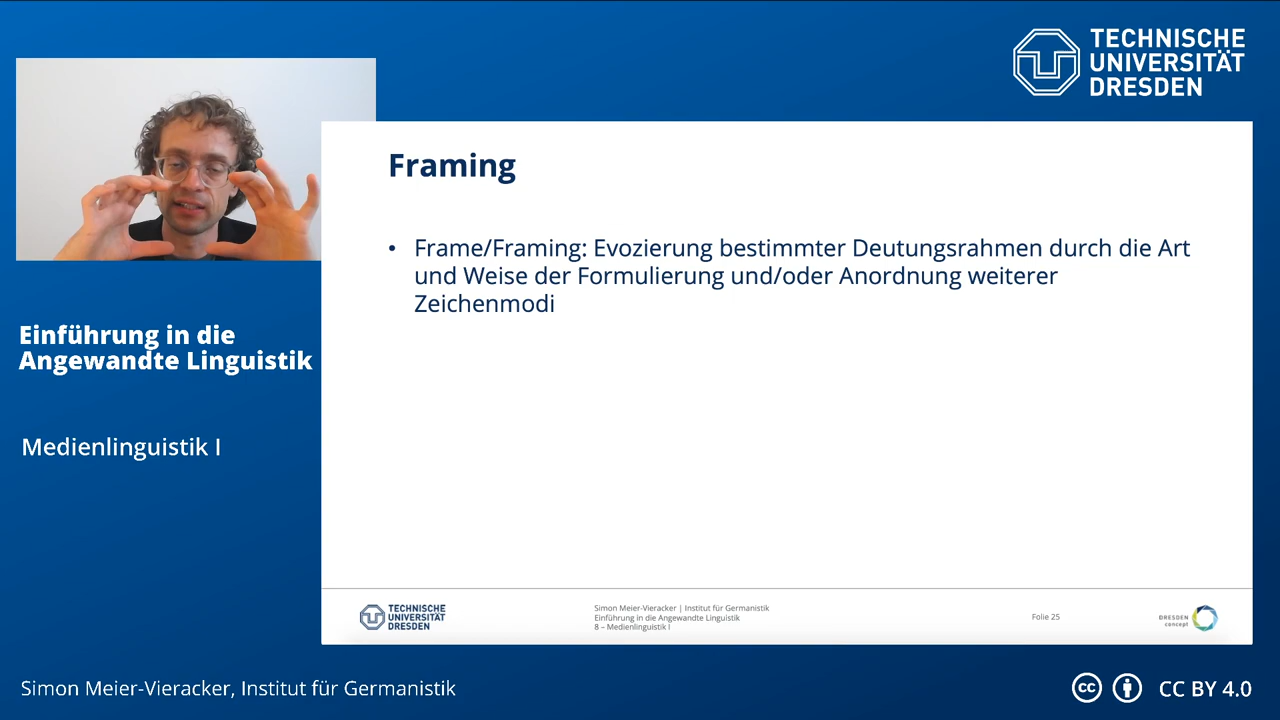 TECHNISCHE
UNIVERSITÄT
DRESDEN
Framing
• Frame/Framing: Evozierung bestimmter Deutungsrahmen durch die Art
und Weise der Formulierung und/oder Anordnung weiterer
Zeichenmodi
Einführung in die
Angewandte Linguistik
Medienlinguistik I
TECHNISCHE
UNIVERSITÄT
DRESDEN
Simon Meier-Vieracker | Institut für Germanistik
Einführung in die Angewandte Linguistik
8 – Medienlinguistik I
Folie 25
DRESDEN
concept
Simon Meier-Vieracker, Institut für Germanistik
cc
CC BY 4.0